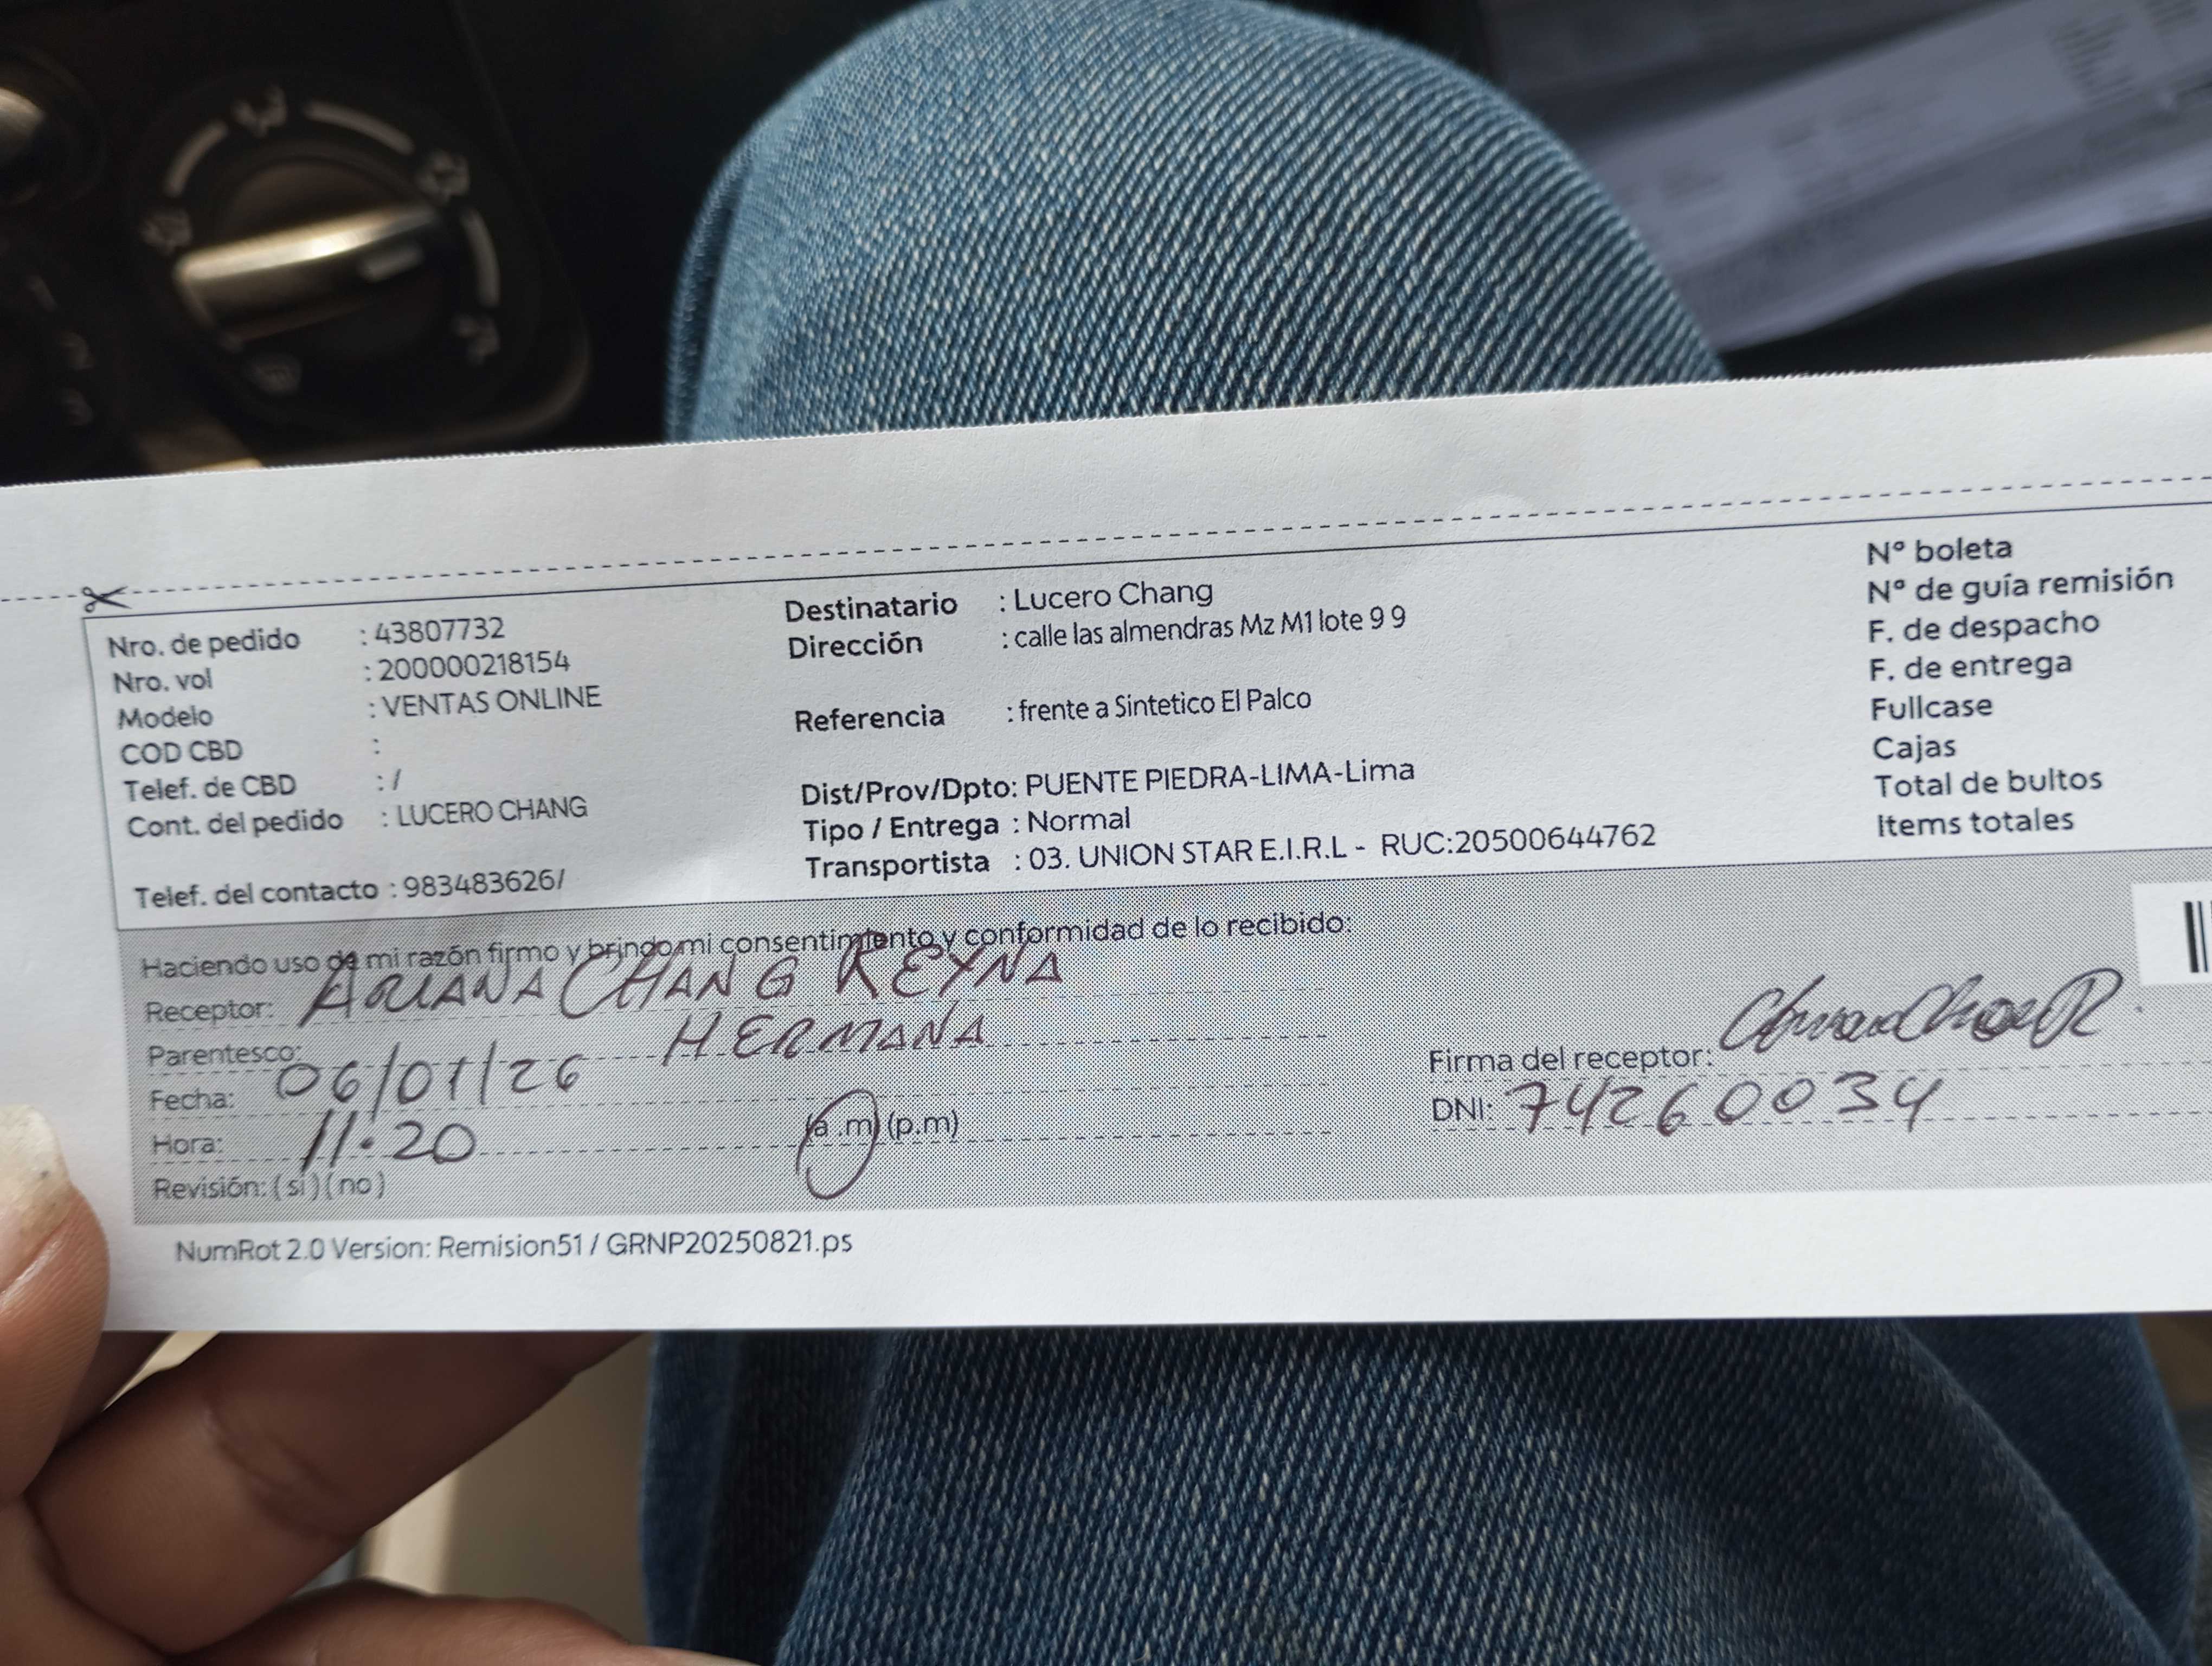 Nro. de pedido : 43807732
Nro. vol : 200000218154
Modelo : VENTAS ONLINE
COD CBD :
Telef. de CBD : /
Cont. del pedido : LUCERO CHANG
Telef. del contacto : 983483626/
Destinatario : Lucero Chang
Dirección : calle las almendras Mz M1 lote 9 9
Referencia : frente a Sintetico El Palco
Dist/Prov/Dpto: PUENTE PIEDRA-LIMA-Lima
Tipo / Entrega : Normal
Transportista : 03. UNION STAR E.I.R.L - RUC:20500644762
Nº boleta
Nº de guía remisión
F. de despacho
F. de entrega
Fullcase
Cajas
Total de bultos
Items totales
Haciendo uso de mi razón firmo y brindo mi consentimiento y conformidad de lo recibido:
Receptor: ARIANA CHANG REYNA
Parentesco: HERMANA
Fecha: 06/01/26
Hora: 11:20 (a.m) (p.m)
Revisión: (si) (no)
Firma del receptor:
DNI: 74260034
NumRot 2.0 Version: Remision51 / GRNP20250821.ps